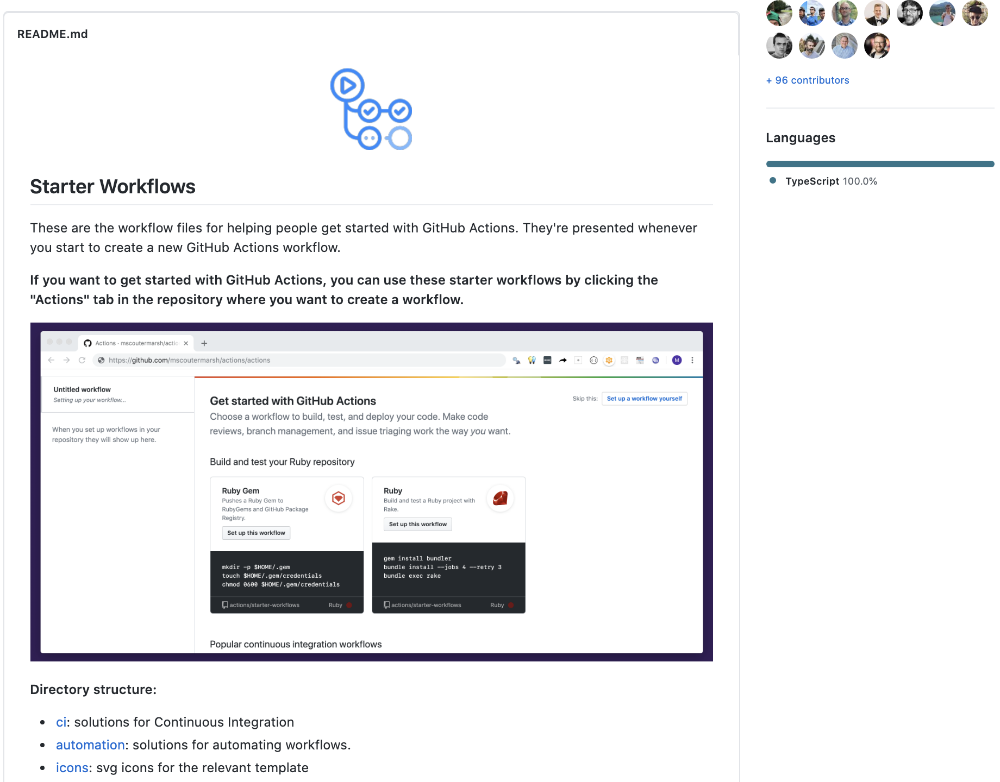 README.md
Starter Workflows
These are the workflow files for helping people get started with GitHub Actions. They're presented whenever
you start to create a new GitHub Actions workflow.
If you want to get started with GitHub Actions, you can use these starter workflows by clicking the
"Actions" tab in the repository where you want to create a workflow.
Actions · mscoutermarsh/actio
https://github.com/mscoutermarsh/actions/actions
M
Untitled workflow
Setting up your workflow...
When you set up workflows in your
repository they will show up here.
Get started with GitHub Actions
Skip this: Set up a workflow yourself
Choose a workflow to build, test, and deploy your code. Make code
reviews, branch management, and issue triaging work the way you want.
Build and test your Ruby repository
Ruby Gem
Pushes a Ruby Gem to
RubyGems and GitHub Package
Registry.
Set up this workflow
mkdir -p $HOME/.gem
touch $HOME/.gem/credentials
chmod 0600 $HOME/.gem/credentials
actions/starter-workflows Ruby
Ruby
Build and test a Ruby project with
Rake.
Set up this workflow
gem install bundler
bundle install --jobs 4 --retry 3
bundle exec rake
actions/starter-workflows Ruby
Popular continuous integration workflows
Directory structure:
• ci: solutions for Continuous Integration
• automation: solutions for automating workflows.
• icons: svg icons for the relevant template
+ 96 contributors
Languages
TypeScript 100.0%